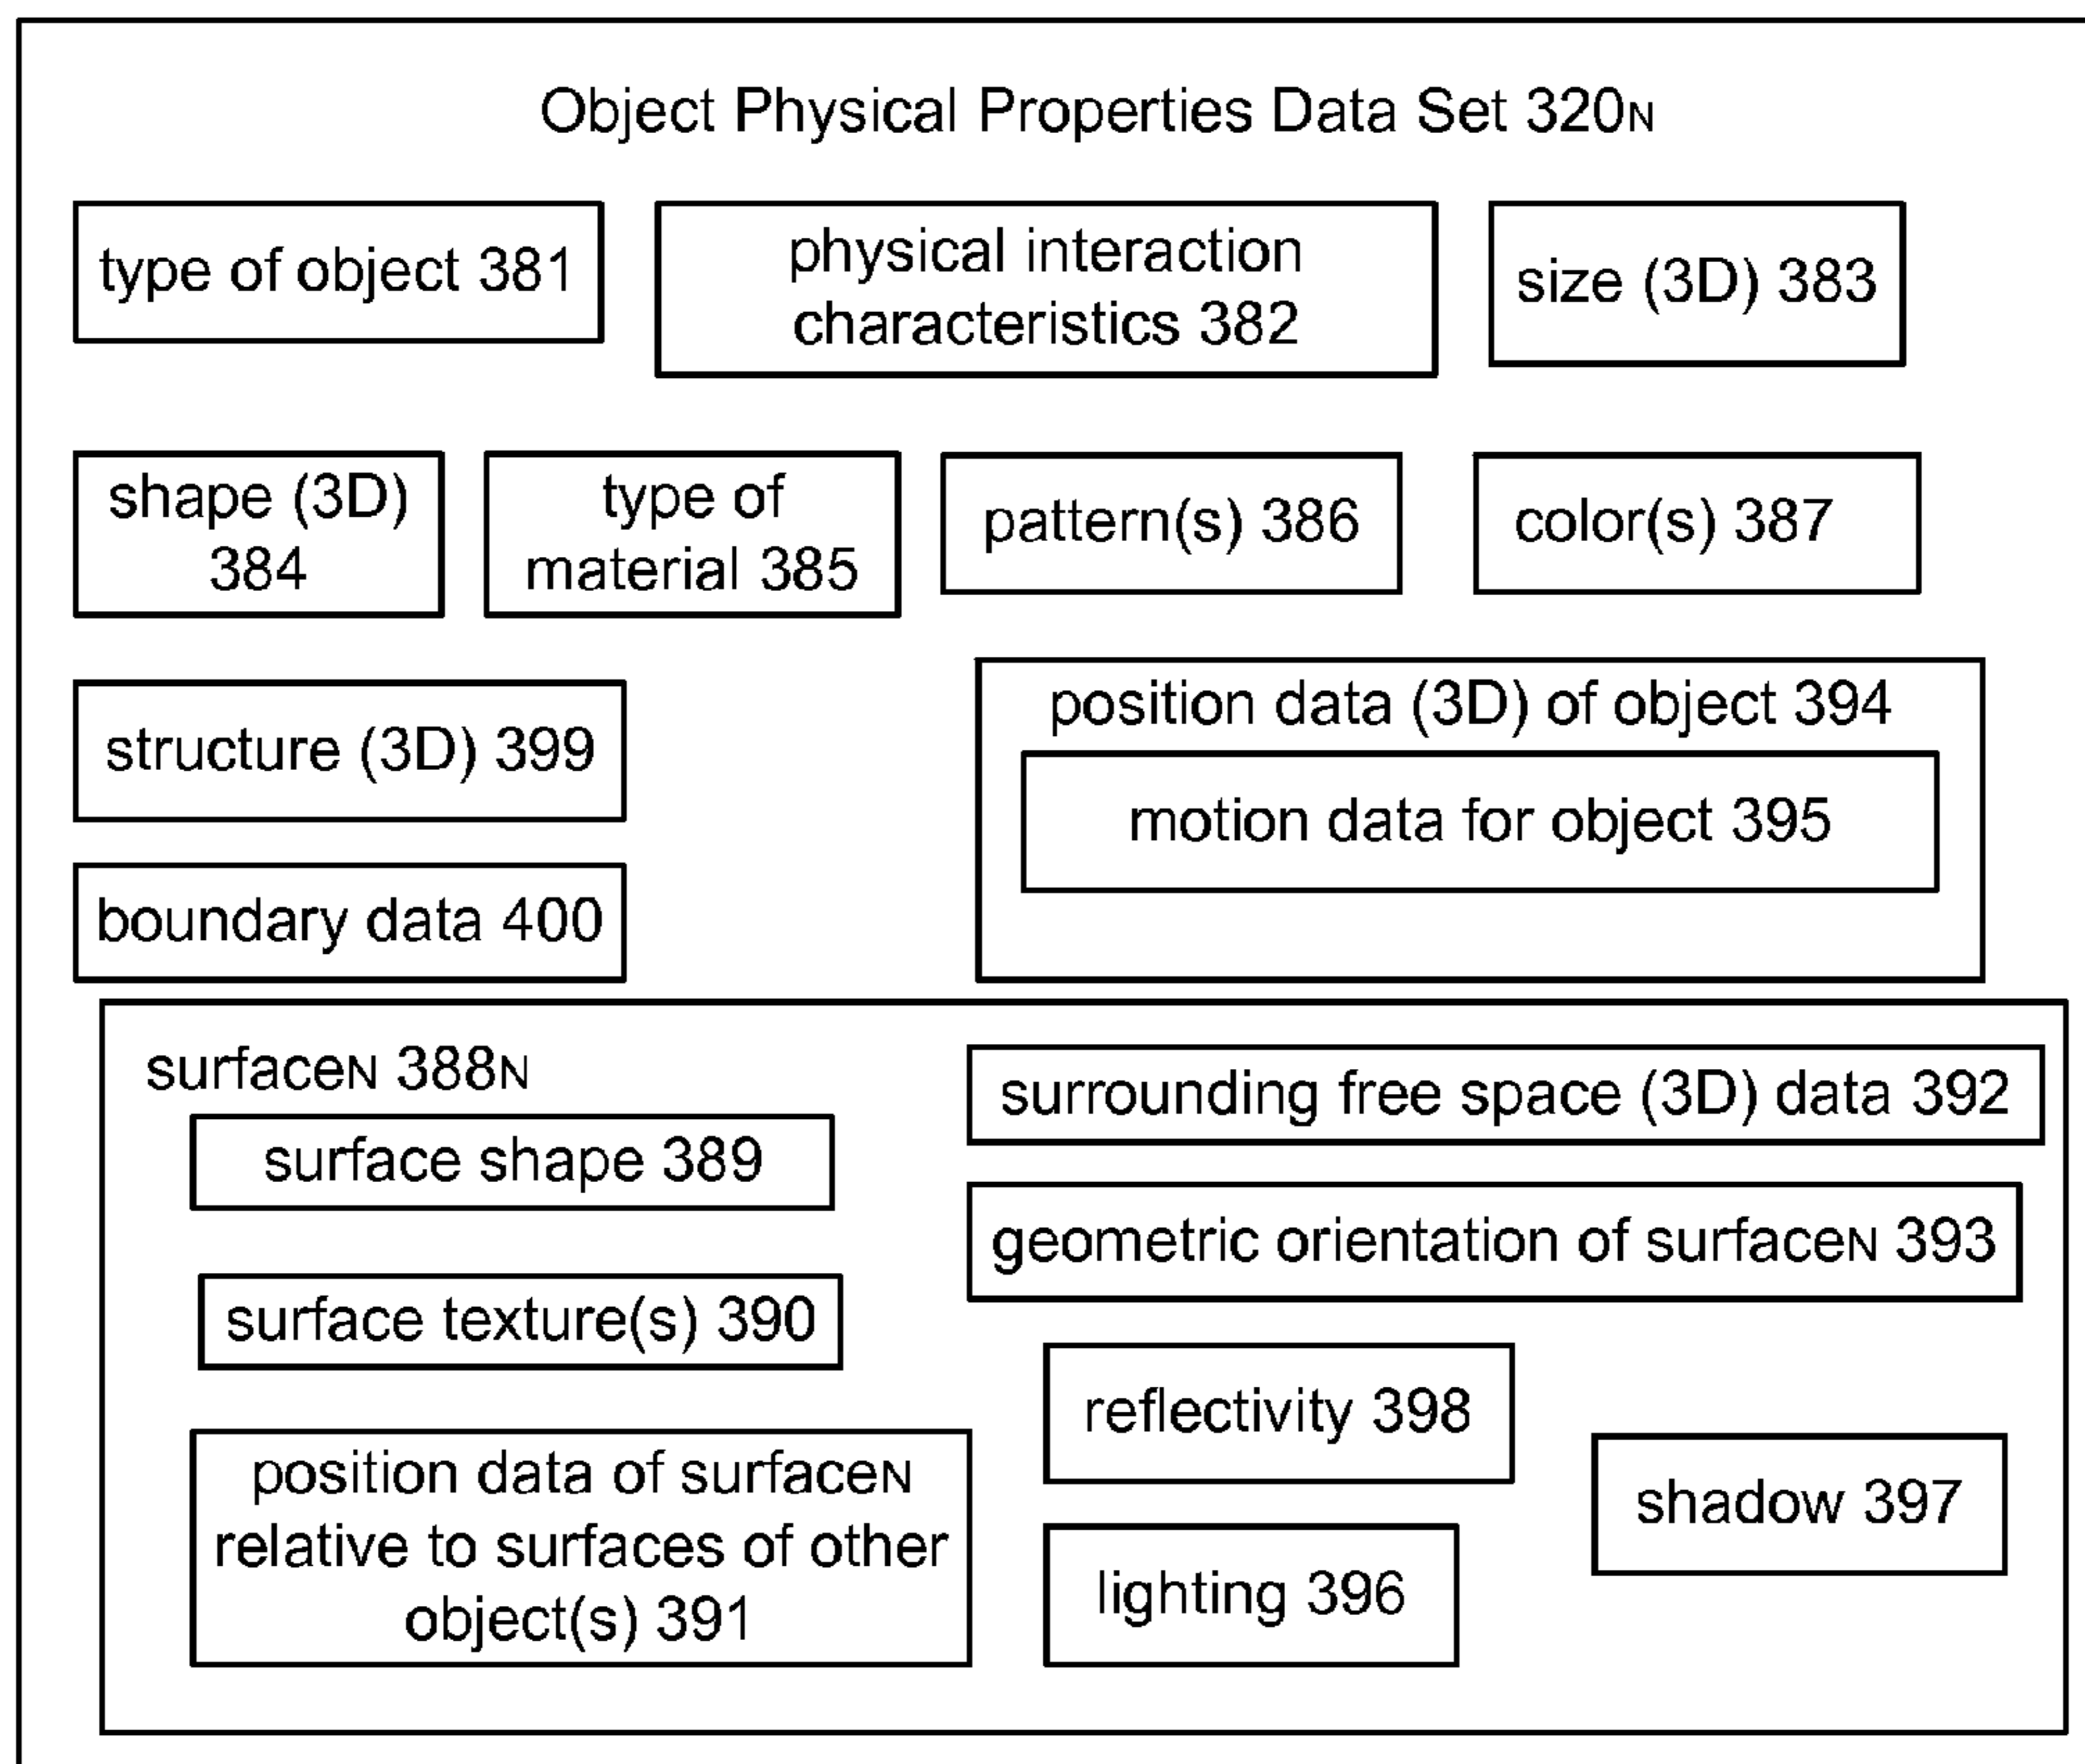 Object Physical Properties Data Set 320N
type of object 381
physical interaction
characteristics 382
size (3D) 383
shape (3D)
384
type of
material 385
pattern(s) 386
color(s) 387
structure (3D) 399
position data (3D) of object 394
motion data for object 395
boundary data 400
surfaceN 388N
surface shape 389
surface texture(s) 390
position data of surfaceN
relative to surfaces of other
object(s) 391
surrounding free space (3D) data 392
geometric orientation of surfaceN 393
reflectivity 398
shadow 397
lighting 396